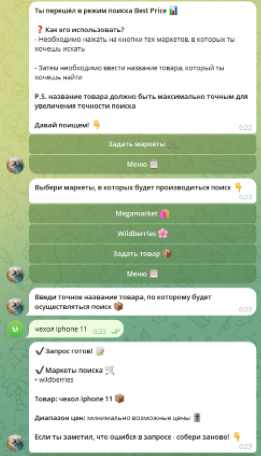 Ты перешёл в режим поиска Best Price 📊
❓ Как его использовать?
- Необходимо нажать на кнопки тех маркетов, в которых ты
хочешь искать
- Затем необходимо ввести название товара, который ты
хочешь найти
P.S. название товара должно быть максимально точным для
увеличения точности поиска
Давай поищем! 👇
0:22
Задать маркеты 🛒
Меню 🗒
Выбери маркеты, в которых будет производиться поиск 👇
0:23
Megamarket 🛍
Wildberries 🌸
Задать товар 📦
Меню 🗒
Введи точное название товара, по которому будет
осуществляться поиск 📦
0:23
М
чехол iphone 11 0:23
✔ Запрос готов! 📝
✔ Маркеты поиска 🛒
• wildberries
Товар: чехол iphone 11 📦
Диапазон цен: минимально возможные цены
Если ты заметил, что ошибся в запросе - собери заново! 👇
0:23